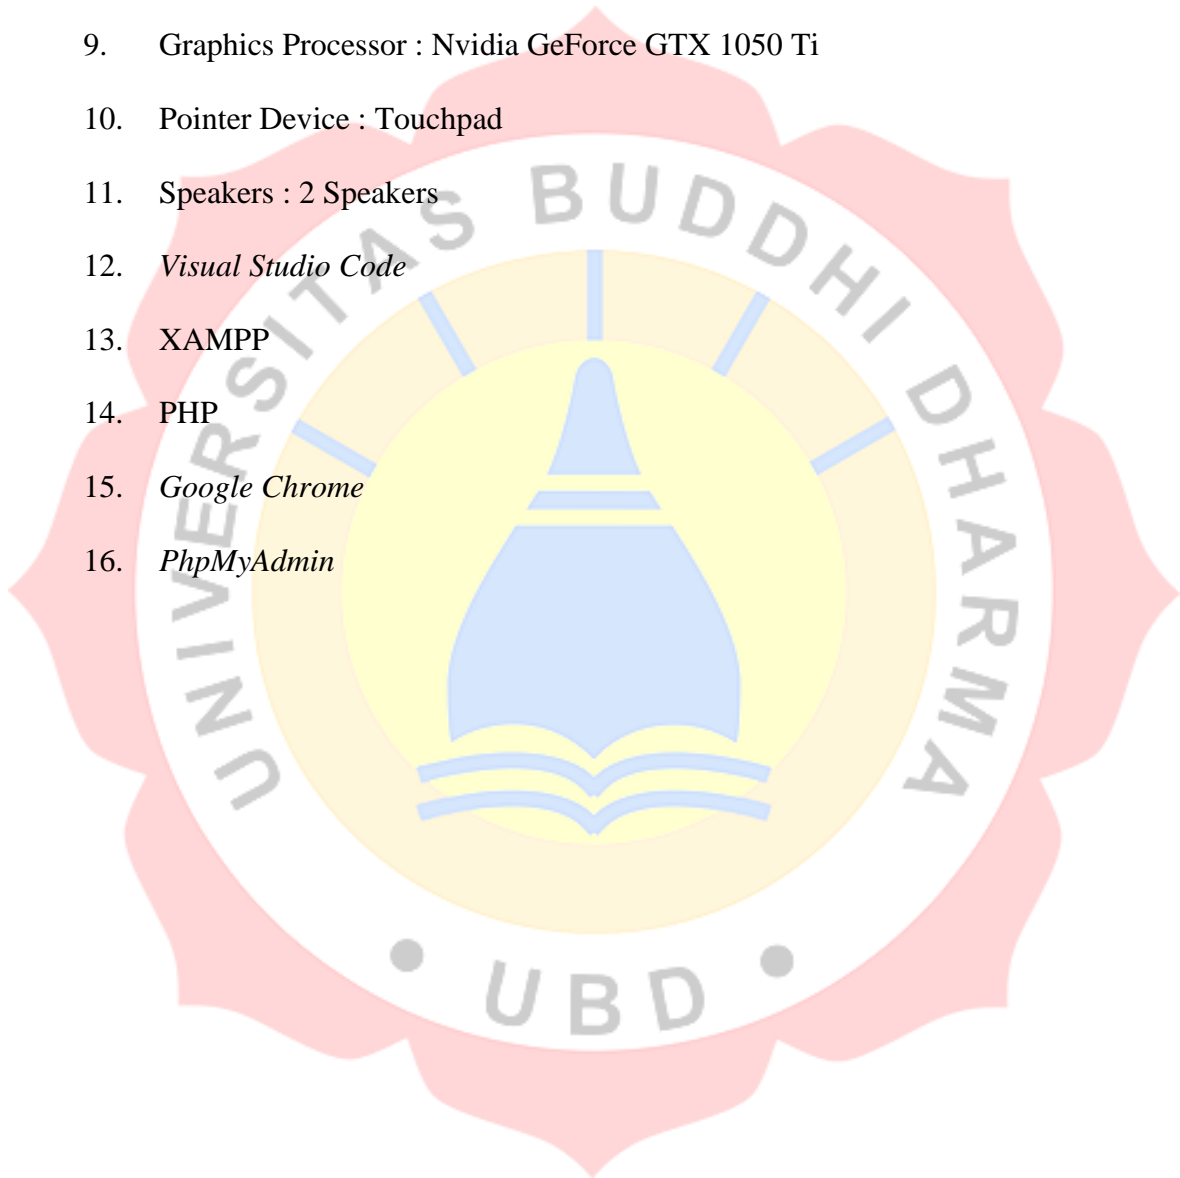 9. Graphics Processor : Nvidia GeForce GTX 1050 Ti
10. Pointer Device : Touchpad
11. Speakers : 2 Speakers
12. Visual Studio Code
13. XAMPP
14. PHP
15. Google Chrome
16. PhpMyAdmin
UNIVERSITAS BUDDHI DHARMA
• UBD •